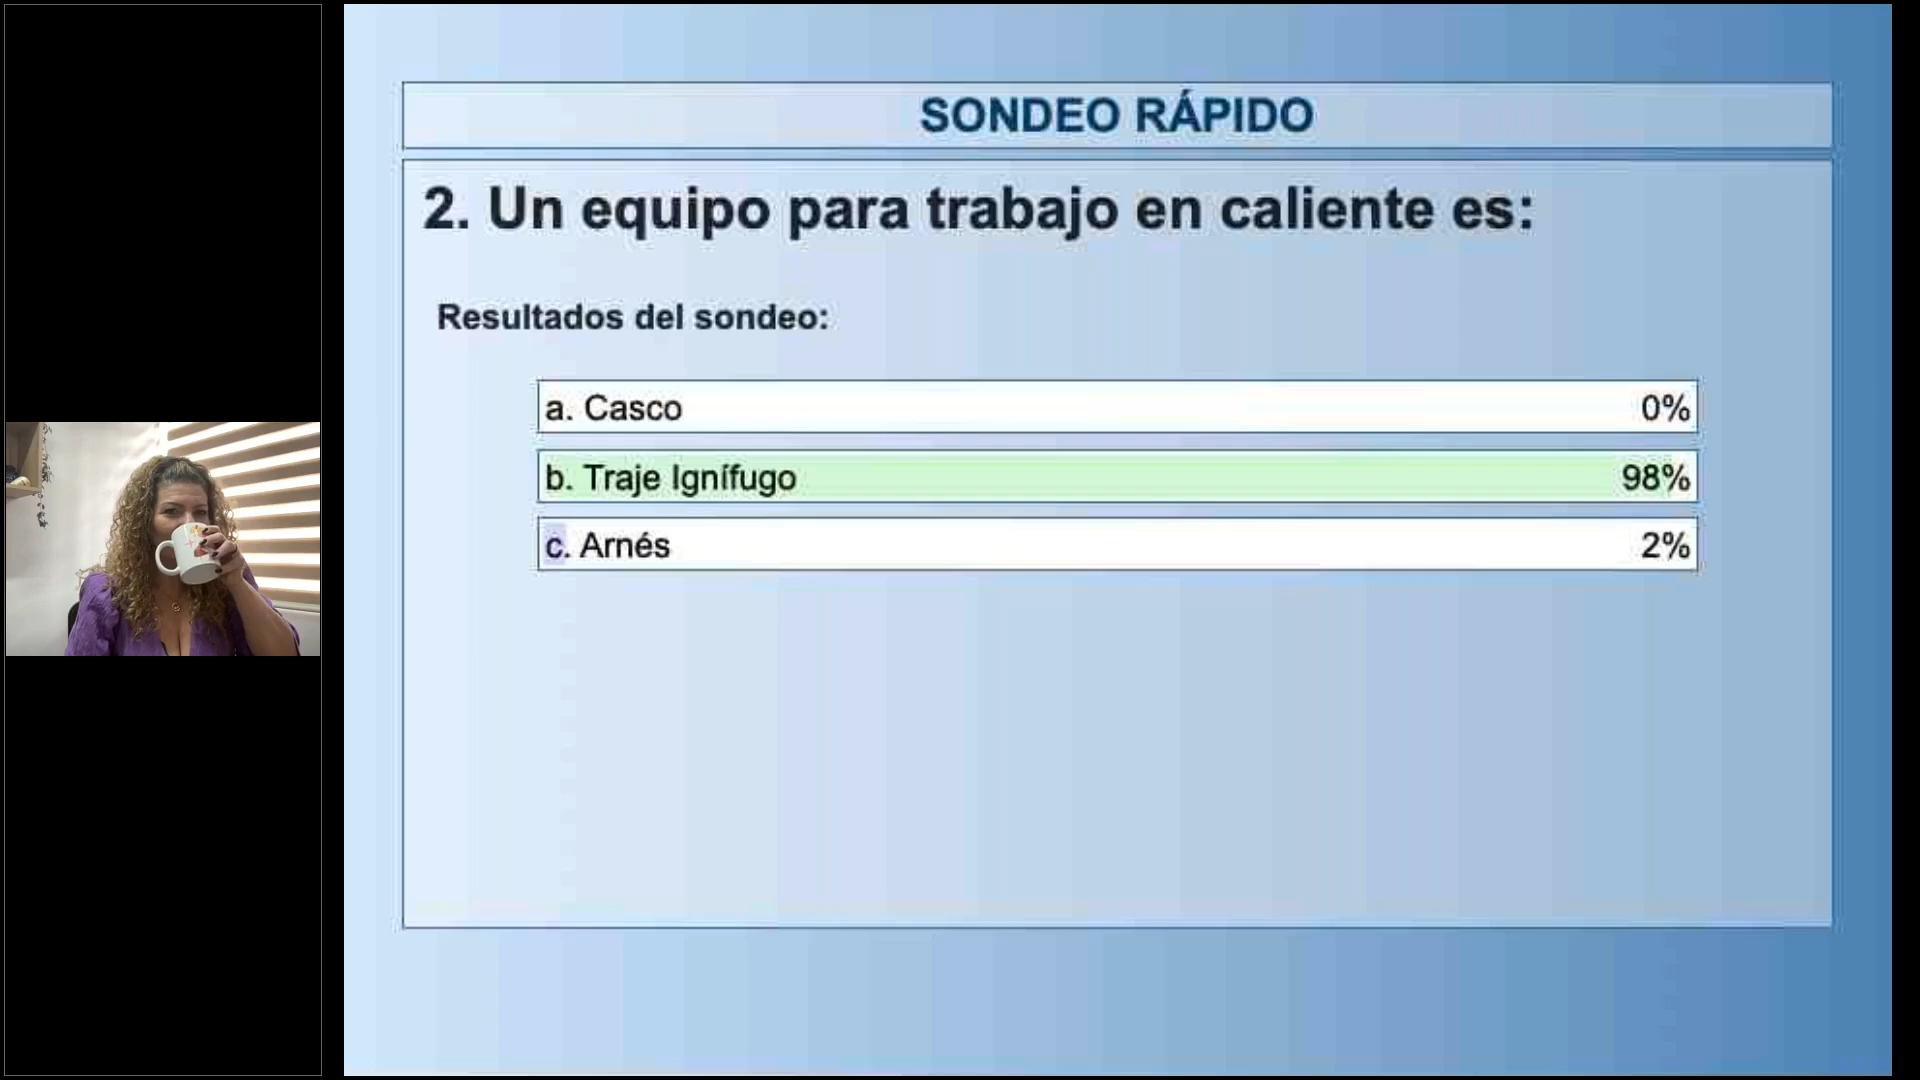 SONDEO RÁPIDO
2. Un equipo para trabajo en caliente es:
Resultados del sondeo:
a. Casco 0%
b. Traje Ignífugo 98%
c. Arnés 2%